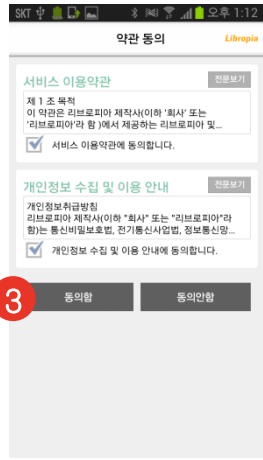 SKT 오후 1:12
약관 동의 Libropia
서비스 이용약관 전문보기
제 1 조 목적
이 약관은 리브로피아 제작사(이하 '회사' 또는
'리브로피아'라 함 )에서 제공하는 리브로피아 및...
서비스 이용약관에 동의합니다.
개인정보 수집 및 이용 안내 전문보기
개인정보취급방침
리브로피아 제작사(이하 "회사" 또는 "리브로피아"라
함)는 통신비밀보호법, 전기통신사업법, 정보통신망...
개인정보 수집 및 이용 안내에 동의합니다.
3 동의함 동의안함